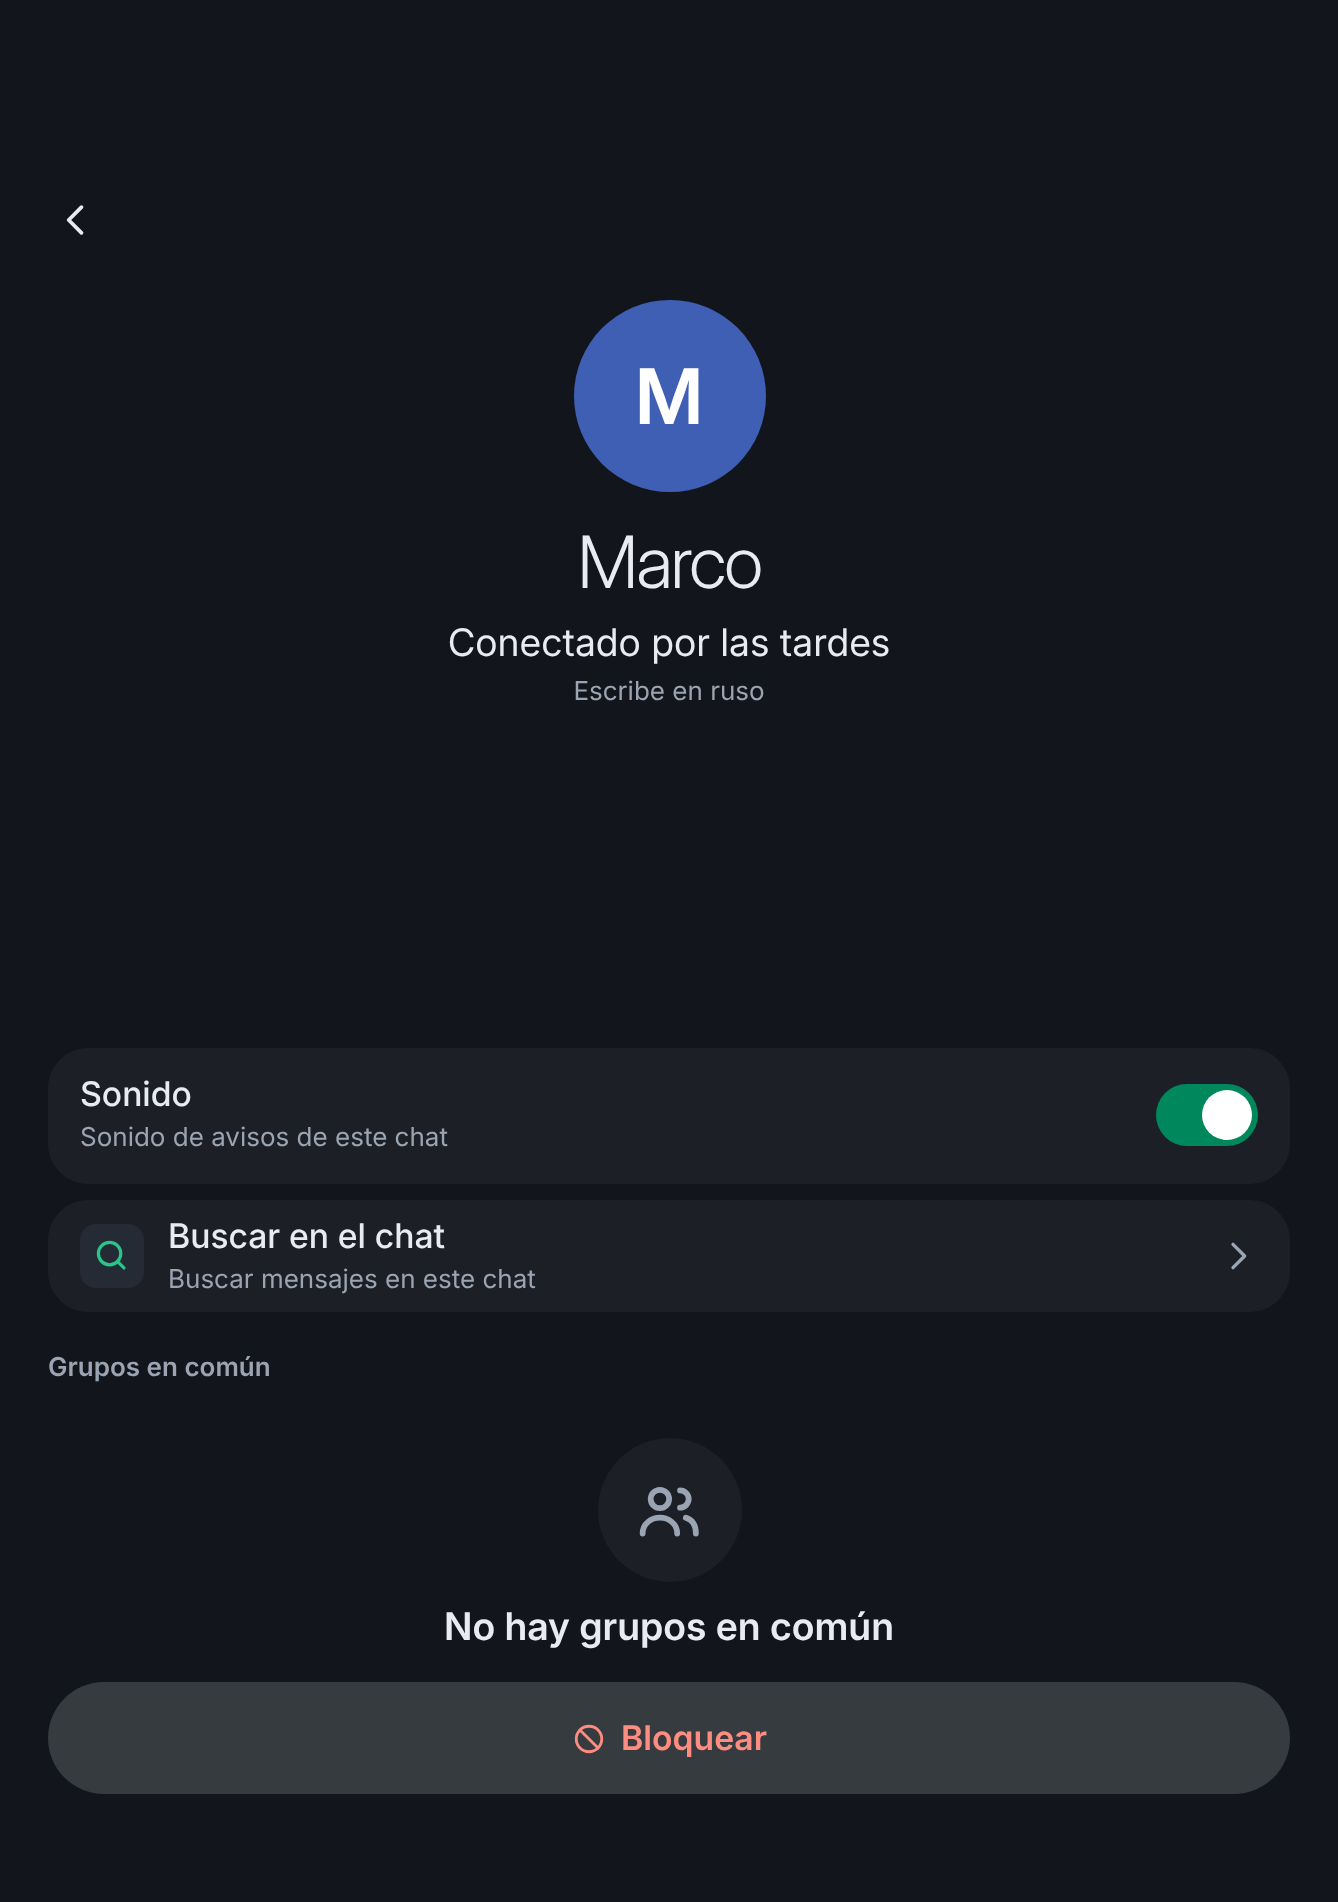 M
Marco
Conectado por las tardes
Escribe en ruso
Sonido
Sonido de avisos de este chat
Buscar en el chat
Buscar mensajes en este chat
Grupos en común
No hay grupos en común
Bloquear